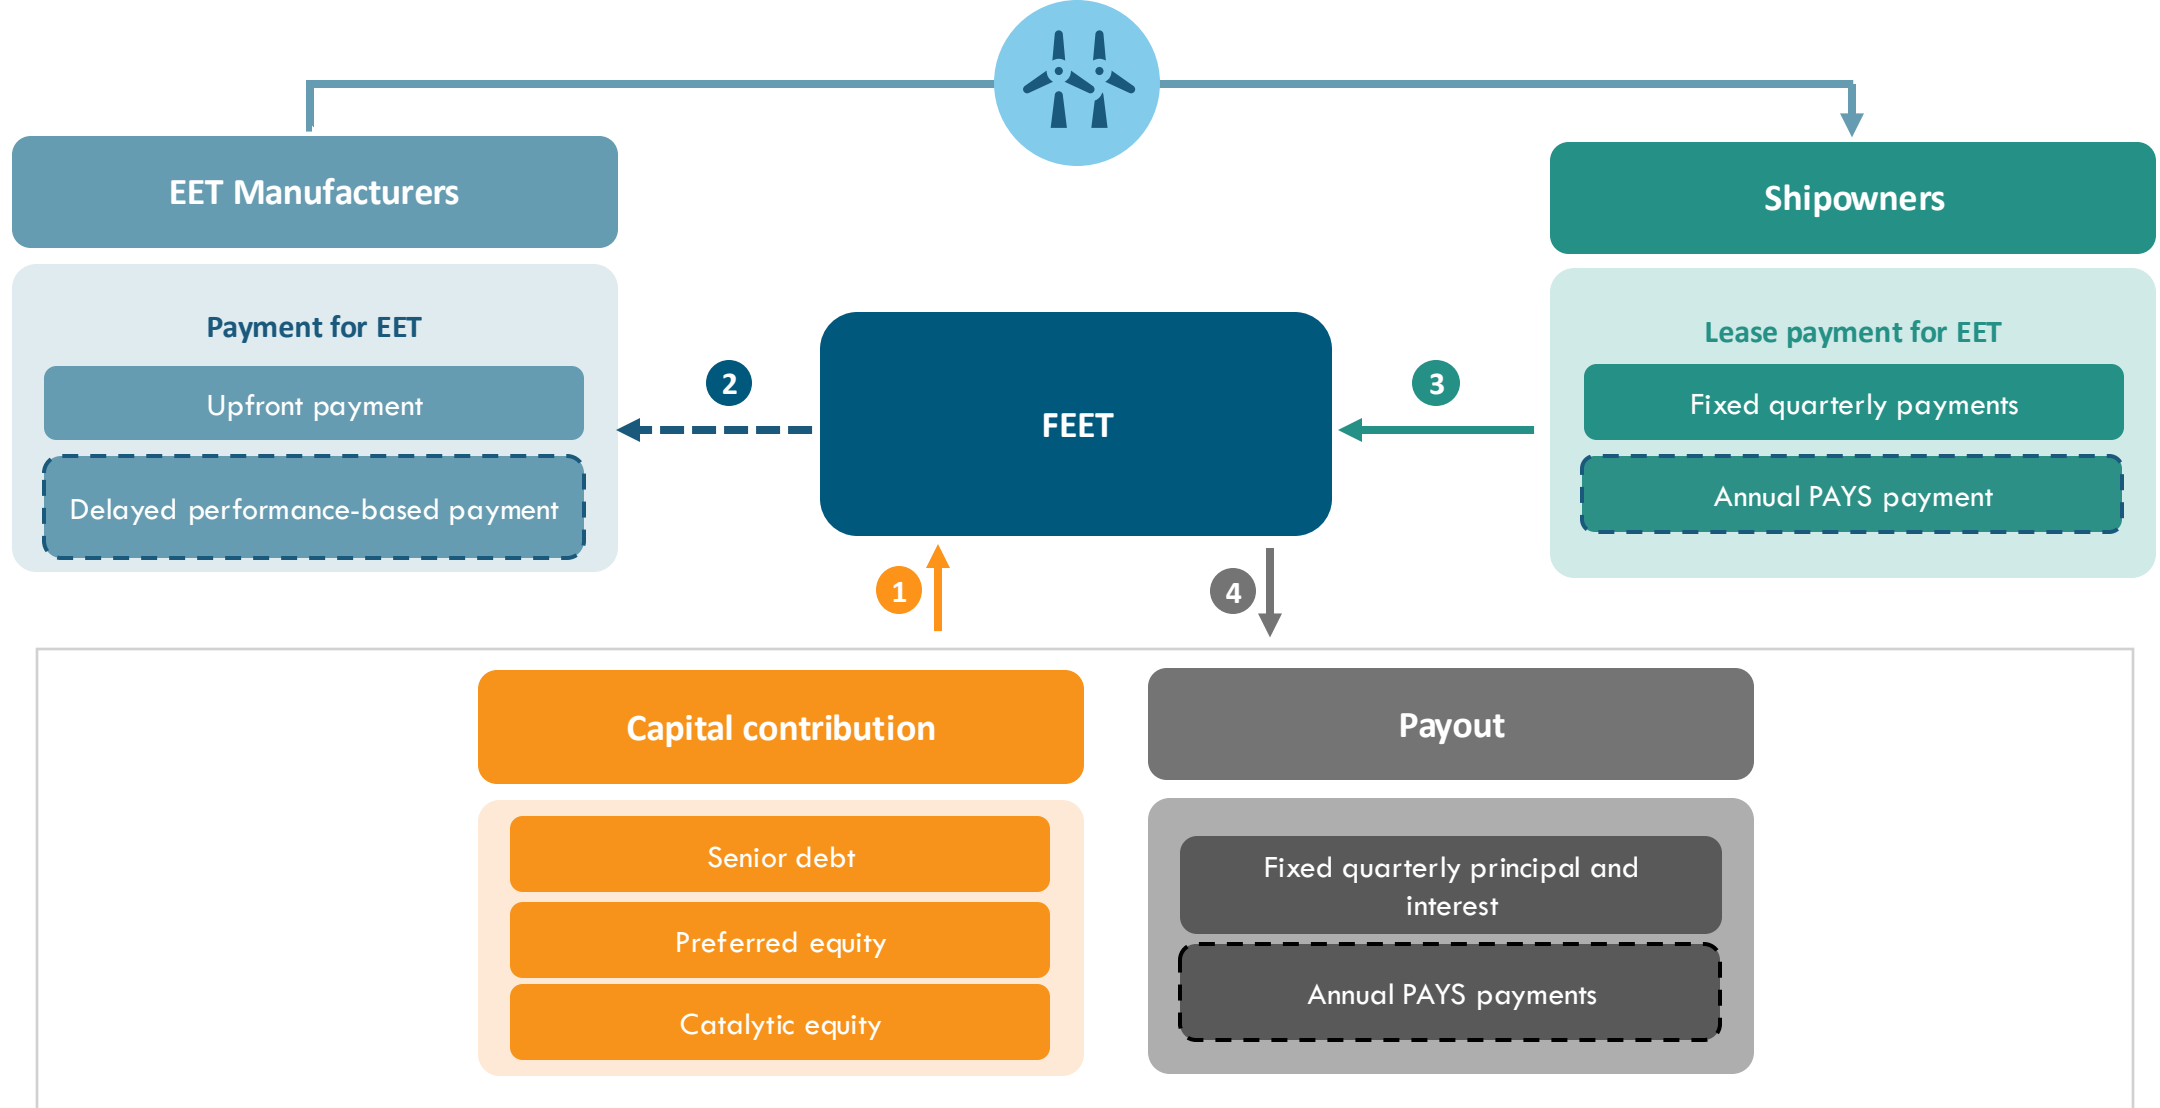 EET Manufacturers
Payment for EET
Upfront payment
Delayed performance-based payment
2
FEET
3
Shipowners
Lease payment for EET
Fixed quarterly payments
Annual PAYS payment
1
4
Capital contribution
Senior debt
Preferred equity
Catalytic equity
Payout
Fixed quarterly principal and
interest
Annual PAYS payments